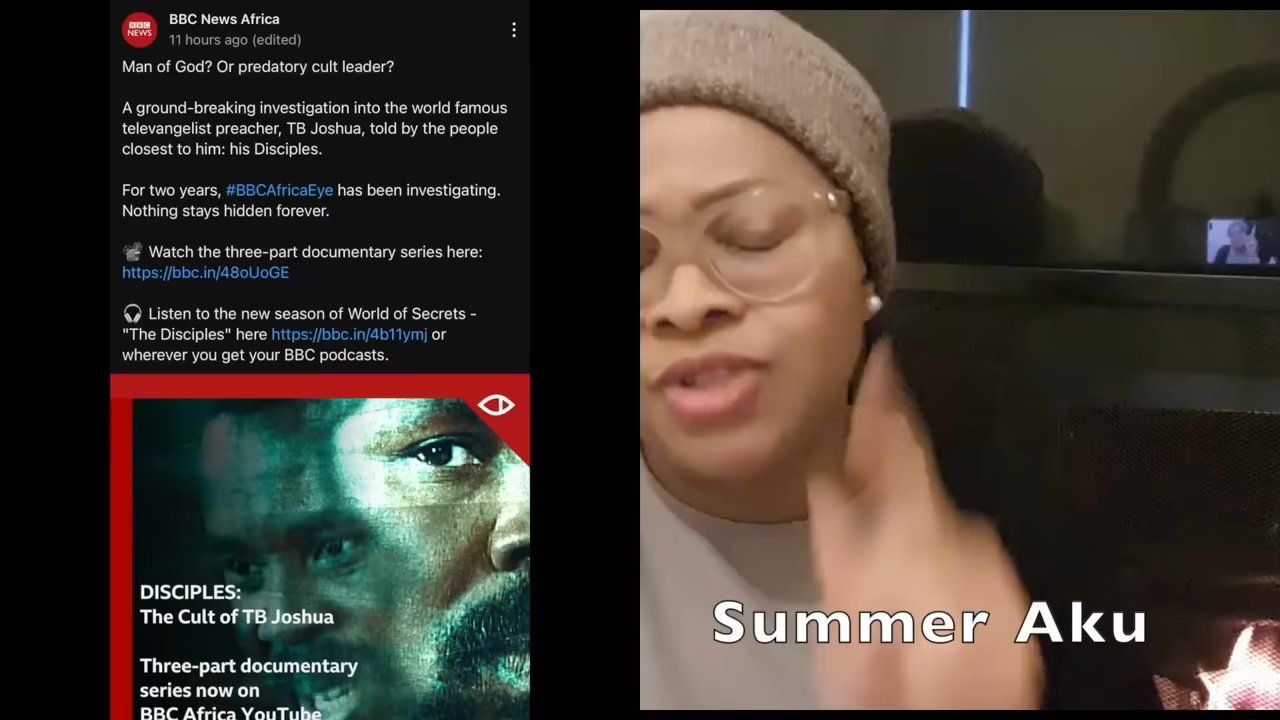 BBC News Africa
BBC
NEWS
11 hours ago (edited)
Man of God? Or predatory cult leader?
A ground-breaking investigation into the world famous
televangelist preacher, TB Joshua, told by the people
closest to him: his Disciples.
For two years, #BBCAfricaEye has been investigating.
Nothing stays hidden forever.
Watch the three-part documentary series here:
https://bbc.in/48oUoGE
Listen to the new season of World of Secrets -
"The Disciples" here https://bbc.in/4b11ymj or
wherever you get your BBC podcasts.
DISCIPLES:
The Cult of TB Joshua
Three-part documentary
series now on
BBC Africa YouTube
Summer Aku